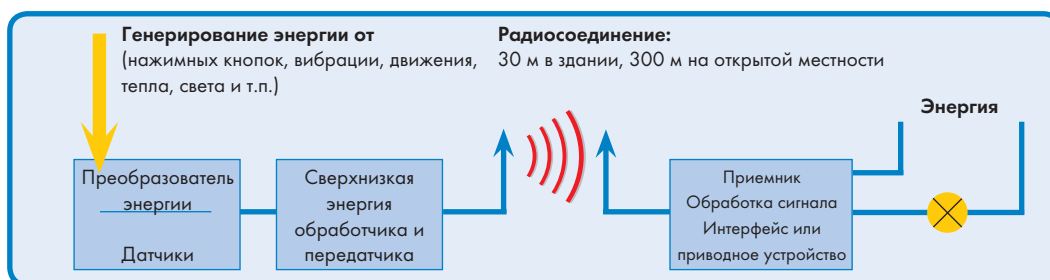 Генерирование энергии от
(нажимных кнопок, вибрации, движения,
тепла, света и т.п.)
Радиосоединение:
30 м в здании, 300 м на открытой местности
Энергия
Преобразователь
энергии
Датчики
Сверхнизкая
энергия
обработчика и
передатчика
Приемник
Обработка сигнала
Интерфейс или
приводное устройство